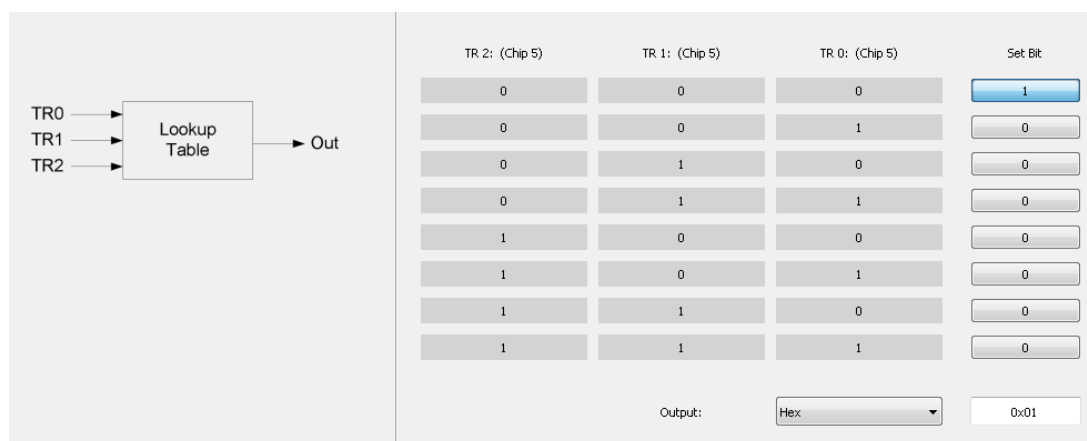 TR0
TR1
TR2
Lookup
Table
Out
TR 2: (Chip 5) TR 1: (Chip 5) TR 0: (Chip 5) Set Bit
0 0 0 1
0 0 1 0
0 1 0 0
0 1 1 0
1 0 0 0
1 0 1 0
1 1 0 0
1 1 1 0
Output: Hex 0x01